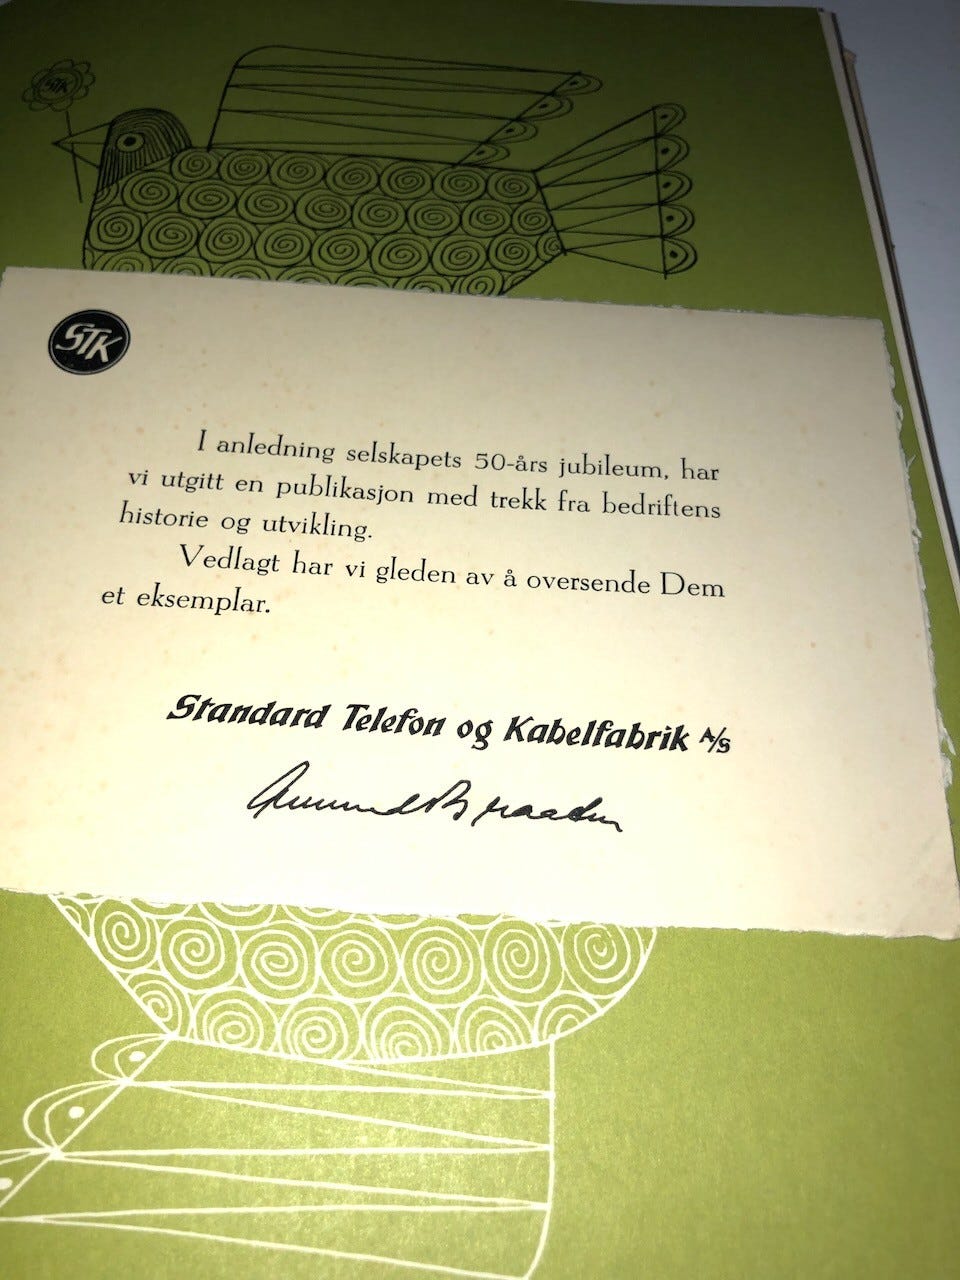 STK
STK
I anledning selskapets 50-års jubileum, har
vi utgitt en publikasjon med trekk fra bedriftens
historie og utvikling.
Vedlagt har vi gleden av å oversende Dem
et eksemplar.
Standard Telefon og Kabelfabrik A/S